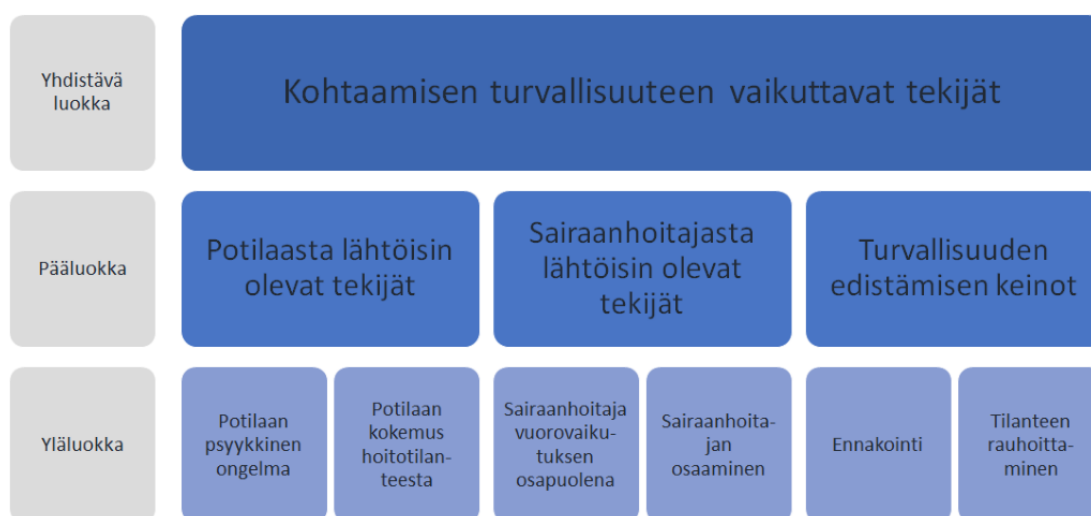 Yhdistävä
luokka
Kohtaamisen turvallisuuteen vaikuttavat tekijät
Pääluokka
Potilaasta lähtöisin
olevat tekijät
Sairaanhoitajasta
lähtöisin olevat
tekijät
Turvallisuuden
edistämisen keinot
Yläluokka
Potilaan
psyykkinen
ongelma
Potilaan
kokemus
hoitotilan-
teesta
Sairaanhoitaja
vuorovaiku-
tuksen
osapuolena
Sairaanhoita-
jan
osaaminen
Ennakointi
Tilanteen
rauhoitta-
minen